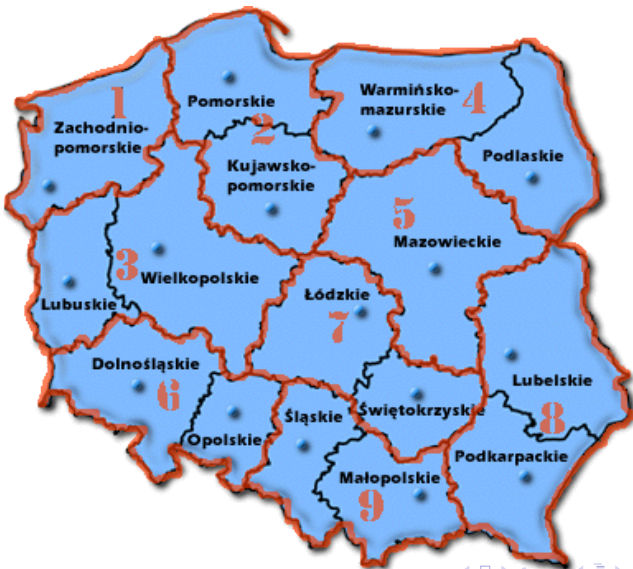 1
Zachodnio-
pomorskie
Pomorskie
2
Warmińsko-
mazurskie
4
Kujawsko-
pomorskie
Podlaskie
5
Mazowieckie
3
Wielkopolskie
Lubuskie
Łódzkie
7
Dolnośląskie
6
Opolskie
Śląskie
Świętokrzyskie
Lubelskie
8
Podkarpackie
Małopolskie
9